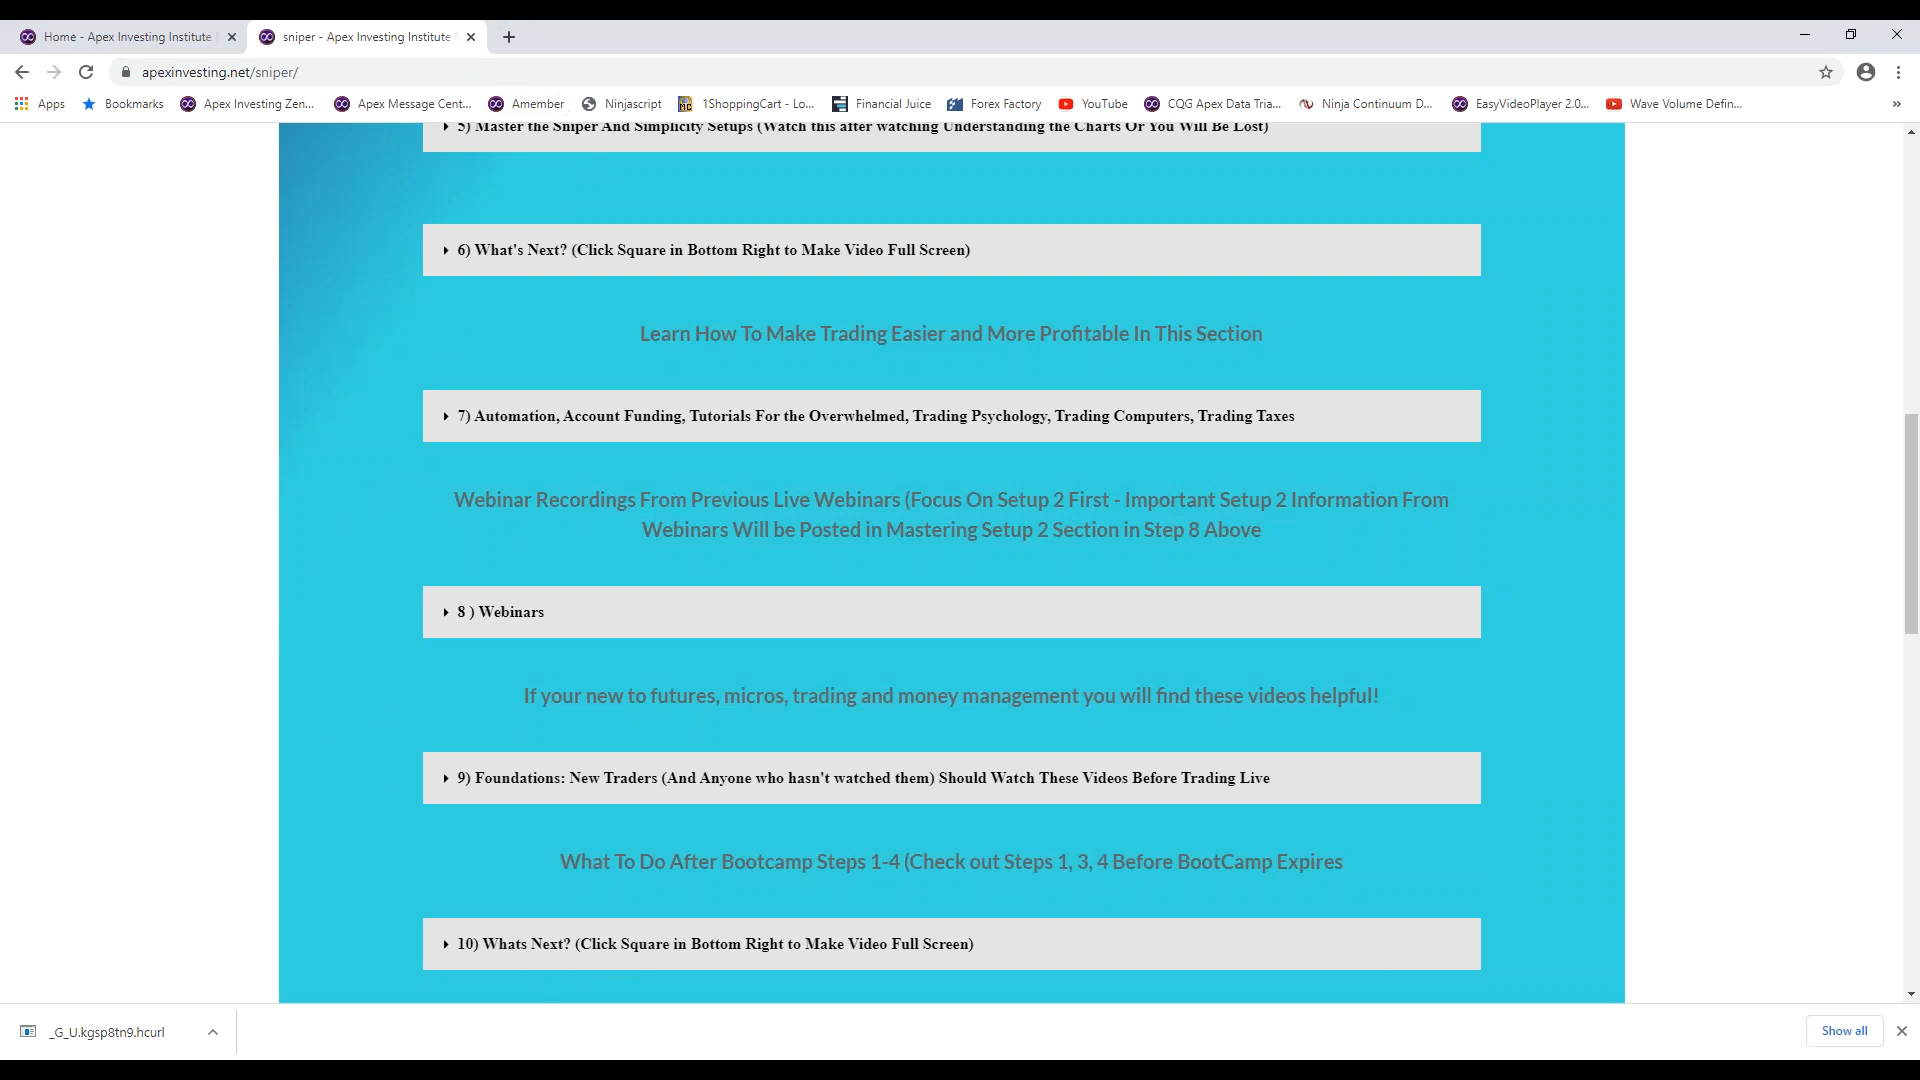 Home - Apex Investing Institute
sniper - Apex Investing Institute
apexinvesting.net/sniper/
Apps
Bookmarks
Apex Investing Zen...
Apex Message Cent...
Amember
Ninjascript
1ShoppingCart - Lo...
Financial Juice
Forex Factory
YouTube
CQG Apex Data Tria...
Ninja Continuum D...
EasyVideoPlayer 2.0...
Wave Volume Defin...
»
5) Master the Sniper And Simplicity Setups (Watch this after watching Understanding the Charts Or You Will Be Lost)
6) What's Next? (Click Square in Bottom Right to Make Video Full Screen)
Learn How To Make Trading Easier and More Profitable In This Section
7) Automation, Account Funding, Tutorials For the Overwhelmed, Trading Psychology, Trading Computers, Trading Taxes
Webinar Recordings From Previous Live Webinars (Focus On Setup 2 First - Important Setup 2 Information From
Webinars Will be Posted in Mastering Setup 2 Section in Step 8 Above
8 ) Webinars
If your new to futures, micros, trading and money management you will find these videos helpful!
9) Foundations: New Traders (And Anyone who hasn't watched them) Should Watch These Videos Before Trading Live
What To Do After Bootcamp Steps 1-4 (Check out Steps 1, 3, 4 Before BootCamp Expires
10) Whats Next? (Click Square in Bottom Right to Make Video Full Screen)
_G_U.kgsp8tn9.hcurl
Show all